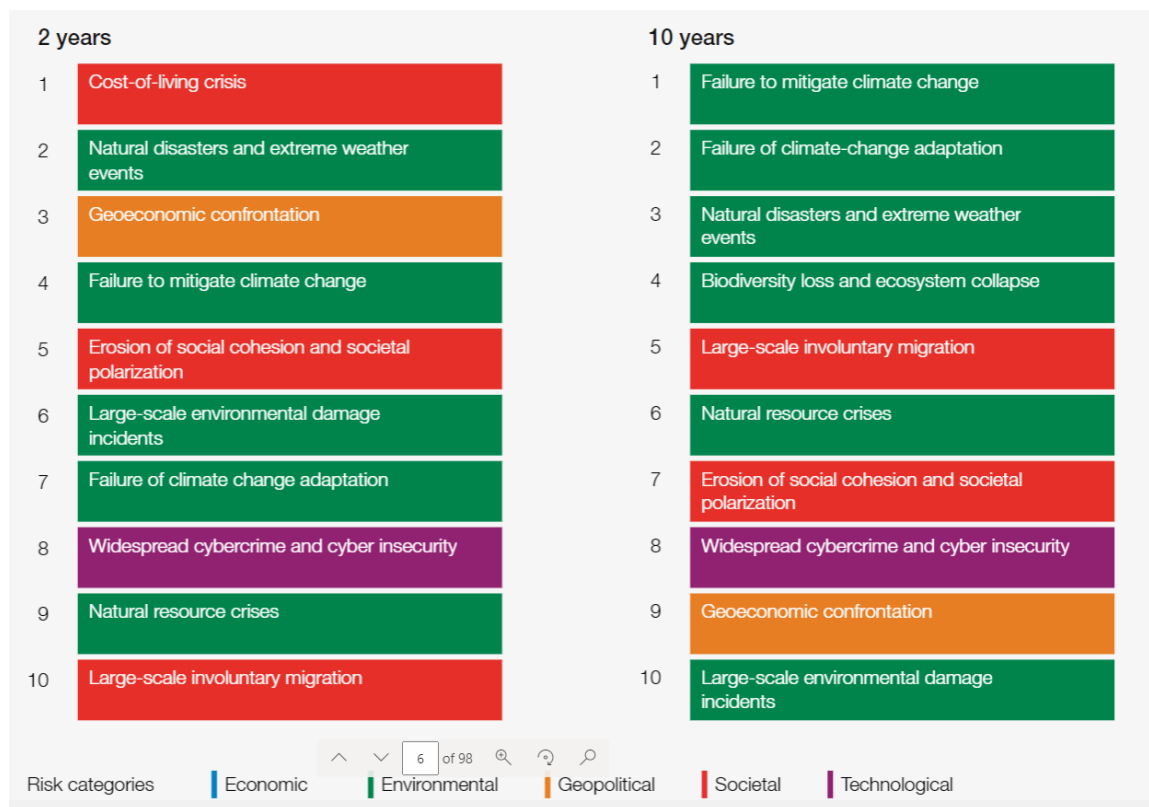 2 years
1
Cost-of-living crisis
2
Natural disasters and extreme weather
events
3
Geoeconomic confrontation
4
Failure to mitigate climate change
5
Erosion of social cohesion and societal
polarization
6
Large-scale environmental damage
incidents
7
Failure of climate change adaptation
8
Widespread cybercrime and cyber insecurity
9
Natural resource crises
10
Large-scale involuntary migration
10 years
1
Failure to mitigate climate change
2
Failure of climate-change adaptation
3
Natural disasters and extreme weather
events
4
Biodiversity loss and ecosystem collapse
5
Large-scale involuntary migration
6
Natural resource crises
7
Erosion of social cohesion and societal
polarization
8
Widespread cybercrime and cyber insecurity
9
Geoeconomic confrontation
10
Large-scale environmental damage
incidents
6 of 98
Risk categories Economic Environmental Geopolitical Societal Technological